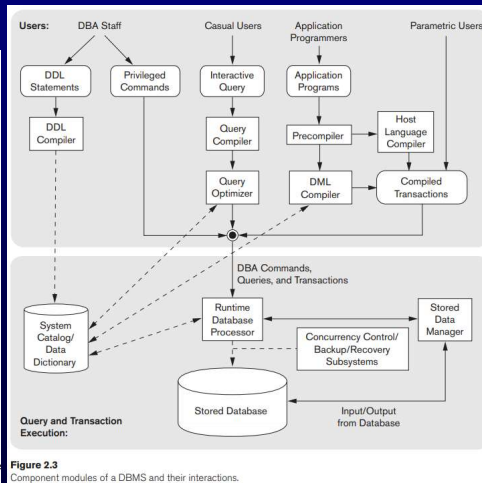 Users:
DBA Staff
Casual Users
Application
Programmers
Parametric Users
DDL
Statements
Privileged
Commands
Interactive
Query
Application
Programs
DDL
Compiler
Query
Compiler
Precompiler
Host
Language
Compiler
Query
Optimizer
DML
Compiler
Compiled
Transactions
DBA Commands,
Queries, and Transactions
System
Catalog/
Data
Dictionary
Runtime
Database
Processor
Stored
Data
Manager
Concurrency Control/
Backup/Recovery
Subsystems
Stored Database
Input/Output
from Database
Query and Transaction
Execution:
Figure 2.3
Component modules of a DBMS and their interactions.